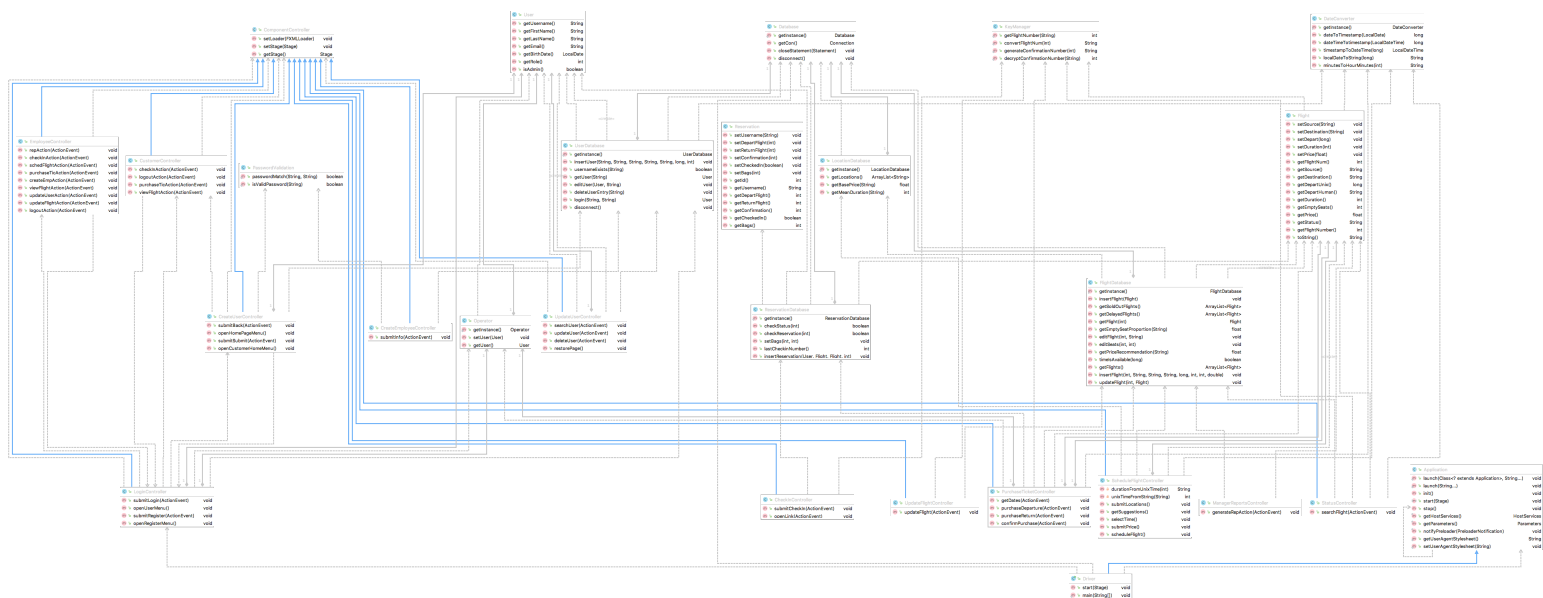 ComponentController
setLoader(FXMLLoader) void
setStage(Stage) void
getStage() Stage
User
getUsername() String
getFirstName() String
getLastName() String
getEmail() String
getBirthDate() LocalDate
getRole() int
isAdmin() boolean
Database
getInstance() Database
getCon() Connection
closeStatement(Statement) void
disconnect() void
KeyManager
getFlightNumber(String) int
convertFlightNum(int) String
generateConfirmationNumber(int) String
decryptConfirmationNumber(String) int
DateConverter
getInstance() DateConverter
dateToTimestamp(LocalDate) long
dateTimeToTimestamp(LocalDateTime) long
timestampToDateTime(long) LocalDateTime
localDateToString(long) String
minutesToHourMinutes(int) String
EmployeeController
repAction(ActionEvent) void
checkInAction(ActionEvent) void
schedFlightAction(ActionEvent) void
purchaseTicAction(ActionEvent) void
createEmpAction(ActionEvent) void
viewFlightAction(ActionEvent) void
updateUserAction(ActionEvent) void
updateFlightAction(ActionEvent) void
logoutAction(ActionEvent) void
CustomerController
checkInAction(ActionEvent) void
logoutAction(ActionEvent) void
purchaseTicAction(ActionEvent) void
viewFlightAction(ActionEvent) void
PasswordValidation
passwordMatch(String, String) boolean
isValidPassword(String) boolean
UserDatabase
getInstance() UserDatabase
insertUser(String, String, String, String, String, long, int) void
usernameExists(String) boolean
getUser(String) User
editUser(User, String) void
deleteUserEntry(String) void
login(String, String) User
disconnect() void
Reservation
setUsername(String) void
setDepartFlight(int) void
setReturnFlight(int) void
setConfirmation(int) void
setCheckedIn(boolean) void
setBags(int) void
getId() int
getUsername() String
getDepartFlight() int
getReturnFlight() int
getConfirmation() int
getCheckedIn() boolean
getBags() int
LocationDatabase
getInstance() LocationDatabase
getLocations() ArrayList<String>
getBasePrice(String) float
getMeanDuration(String) int
Flight
setSource(String) void
setDestination(String) void
setDepart(long) void
setDuration(int) void
setPrice(float) void
getFlightNum() int
getSource() String
getDestination() String
getDepartUnix() long
getDepartHuman() String
getDuration() int
getEmptySeats() int
getPrice() float
getStatus() String
getFlightNumber() int
toString() String
CreateUserController
submitBack(ActionEvent) void
openHomePageMenu() void
submitSubmit(ActionEvent) void
openCustomerHomeMenu() void
CreateEmployeeController
submitInfo(ActionEvent) void
Operator
getInstance() Operator
setUser(User) void
getUser() User
UpdateUserController
searchUser(ActionEvent) void
updateUser(ActionEvent) void
deleteUser(ActionEvent) void
restorePage() void
ReservationDatabase
getInstance() ReservationDatabase
checkStatus(int) boolean
checkReservation(int) boolean
setBags(int, int) void
lastCheckInNumber() int
insertReservation(User, Flight, Flight, int) void
FlightDatabase
getInstance() FlightDatabase
insertFlight(Flight) void
getSoldOutFlights() ArrayList<Flight>
getDelayedFlights() ArrayList<Flight>
getFlight(int) Flight
getEmptySeatProportion(String) float
editFlight(int, String) void
editSeats(int, int) void
getPriceRecommendation(String) float
timeIsAvailable(long) boolean
getFlights() ArrayList<Flight>
insertFlight(int, String, String, String, long, int, int, double) void
updateFlight(int, Flight) void
LoginController
submitLogin(ActionEvent) void
openUserMenu() void
submitRegister(ActionEvent) void
openRegisterMenu() void
CheckInController
submitCheckIn(ActionEvent) void
openLink(ActionEvent) void
UpdateFlightController
updateFlight(ActionEvent) void
PurchaseTicketController
getDates(ActionEvent) void
purchaseDeparture(ActionEvent) void
purchaseReturn(ActionEvent) void
confirmPurchase(ActionEvent) void
ScheduleFlightController
durationFromUnixTime(int) String
unixTimeFromString(String) int
submitLocations() void
getSuggestions() void
selectTime() void
submitPrice() void
scheduleFlight() void
ManagerReportsController
generateRepAction(ActionEvent) void
StatusController
searchFlight(ActionEvent) void
Application
launch(Class<? extends Application>, String...) void
launch(String...) void
init() void
start(Stage) void
stop() void
getHostServices() HostServices
getParameters() Parameters
notifyPreloader(PreloaderNotification) void
getUserAgentStylesheet() String
setUserAgentStylesheet(String) void
Driver
start(Stage) void
main(String[]) void